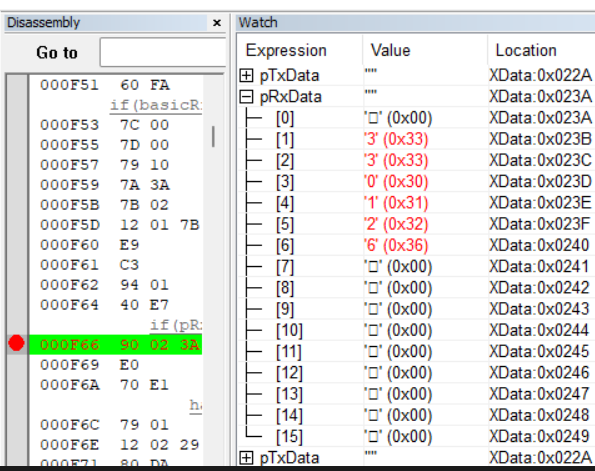 Disassembly ×
Go to
000F51 60 FA
if(basicR
000F53 7C 00
000F55 7D 00
000F57 79 10
000F59 7A 3A
000F5B 7B 02
000F5D 12 01 7B
000F60 E9
000F61 C3
000F62 94 01
000F64 40 E7
if(pR
000F66 90 02 3A
000F69 E0
000F6A 70 E1
h
000F6C 79 01
000F6E 12 02 29
000F71 80 DA
Watch
Expression Value Location
pTxData "" XData:0x022A
pRxData "" XData:0x023A
[0] '□' (0x00) XData:0x023A
[1] '3' (0x33) XData:0x023B
[2] '3' (0x33) XData:0x023C
[3] '0' (0x30) XData:0x023D
[4] '1' (0x31) XData:0x023E
[5] '2' (0x32) XData:0x023F
[6] '6' (0x36) XData:0x0240
[7] '□' (0x00) XData:0x0241
[8] '□' (0x00) XData:0x0242
[9] '□' (0x00) XData:0x0243
[10] '□' (0x00) XData:0x0244
[11] '□' (0x00) XData:0x0245
[12] '□' (0x00) XData:0x0246
[13] '□' (0x00) XData:0x0247
[14] '□' (0x00) XData:0x0248
[15] '□' (0x00) XData:0x0249
pTxData "" XData:0x022A